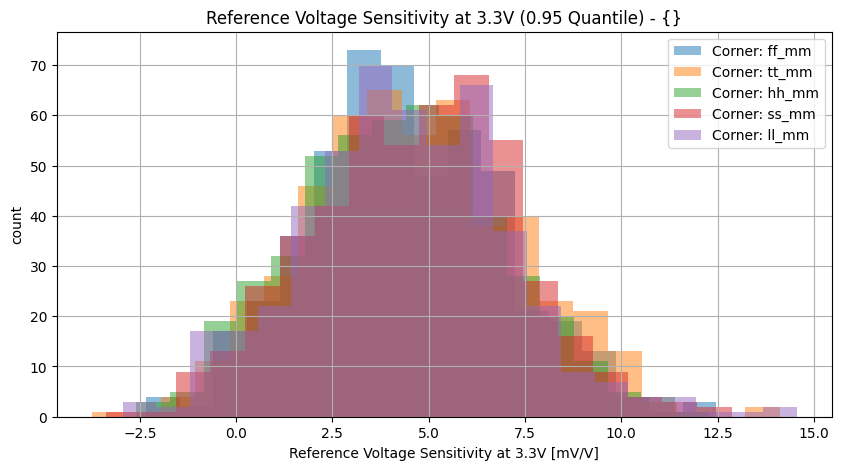 Reference Voltage Sensitivity at 3.3V (0.95 Quantile) - {}
Corner: ff_mm
Corner: tt_mm
Corner: hh_mm
Corner: ss_mm
Corner: ll_mm
count
70
60
50
40
30
20
10
0
−2.5 0.0 2.5 5.0 7.5 10.0 12.5 15.0
Reference Voltage Sensitivity at 3.3V [mV/V]